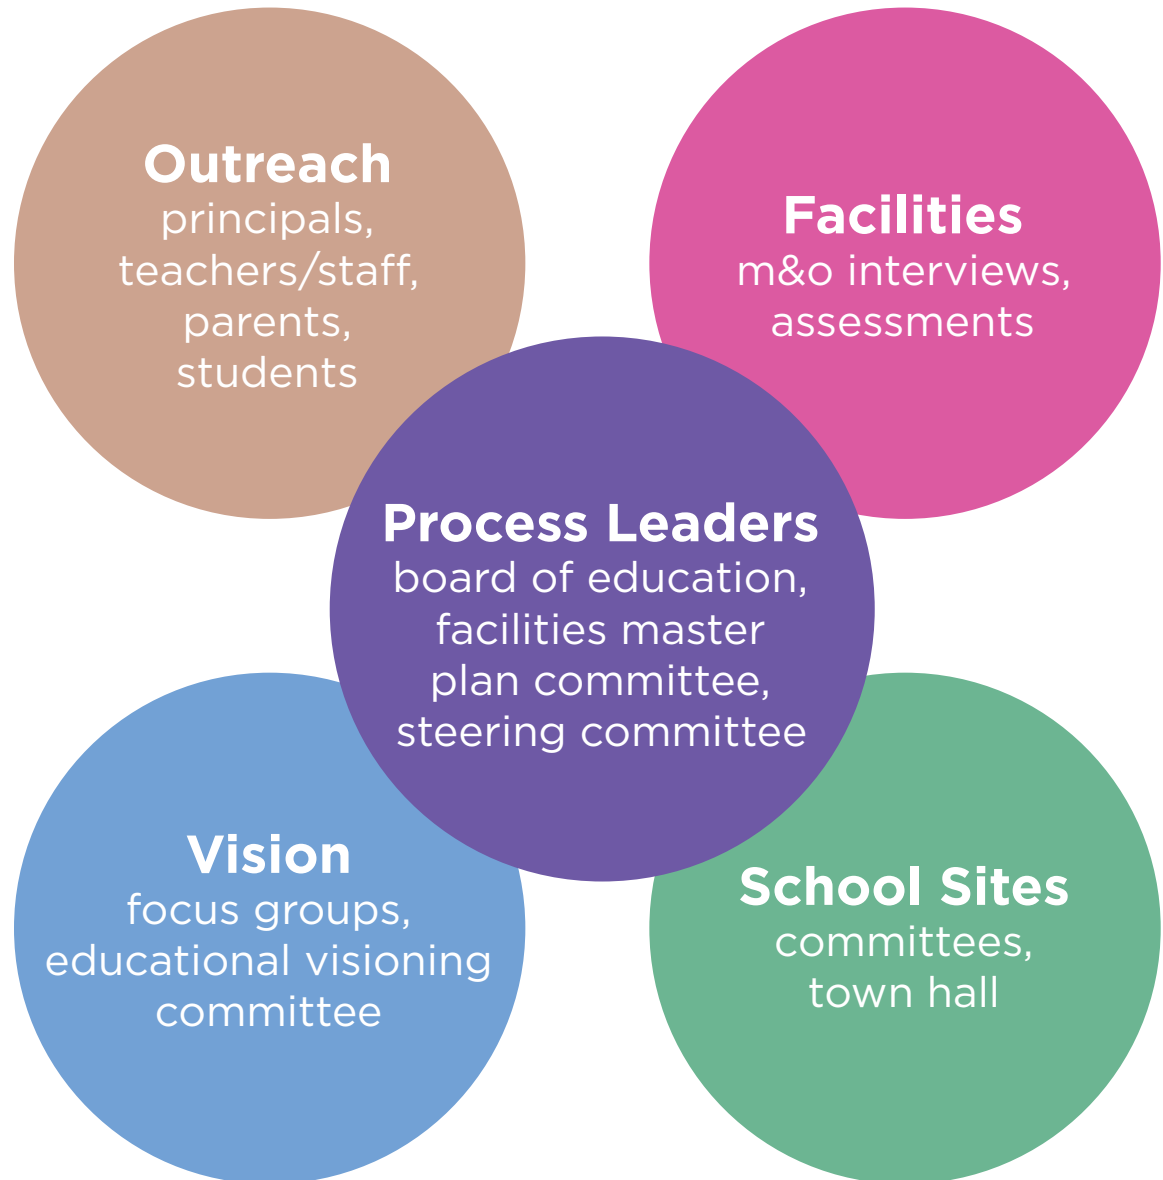 Outreach
principals,
teachers/staff,
parents,
students
Facilities
m&o interviews,
assessments
Process Leaders
board of education,
facilities master
plan committee,
steering committee
Vision
focus groups,
educational visioning
committee
School Sites
committees,
town hall